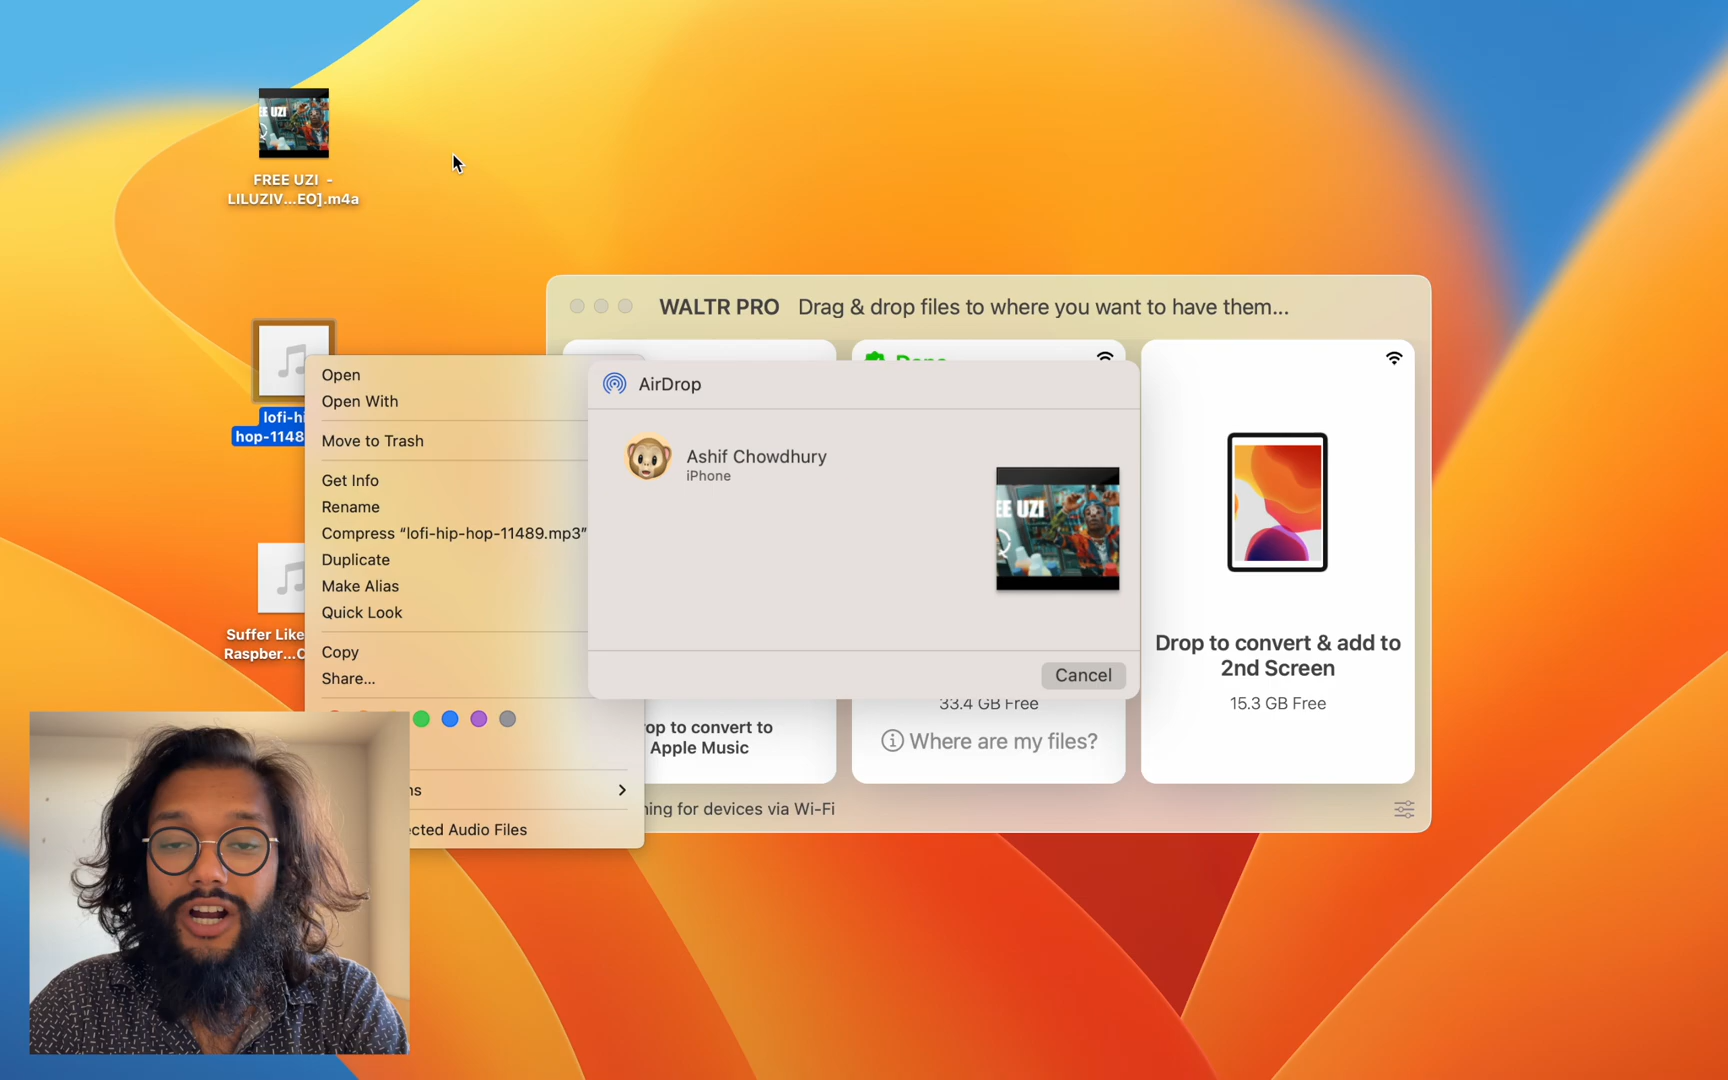 FREE UZI -
LILUZIV...EO].m4a
lofi-hi
hop-1148
Suffer Like
Raspber...C
Open
Open With
Move to Trash
Get Info
Rename
Compress “lofi-hip-hop-11489.mp3”
Duplicate
Make Alias
Quick Look
Copy
Share...
ns
ected Audio Files
WALTR PRO Drag & drop files to where you want to have them...
Done
AirDrop
Ashif Chowdhury
iPhone
EE UZI
Cancel
op to convert to
Apple Music
33.4 GB Free
Where are my files?
Drop to convert & add to
2nd Screen
15.3 GB Free
ning for devices via Wi-Fi